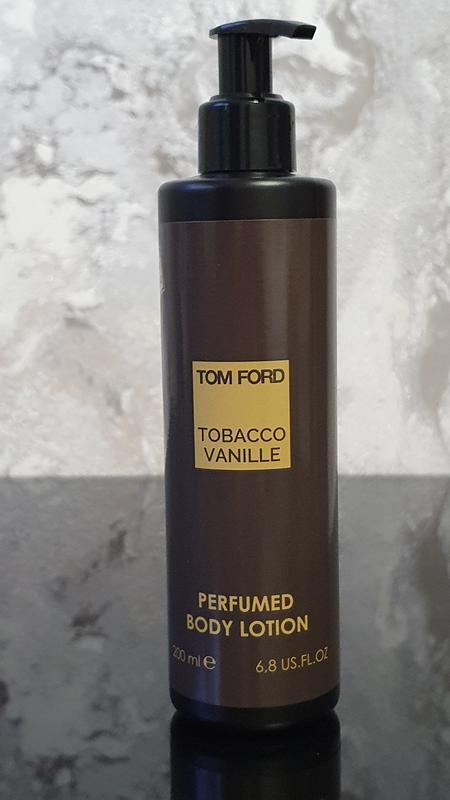 TOM FORD
TOBACCO
VANILLE
PERFUMED
BODY LOTION
200 ml ℮ 6,8 US.FL.OZ